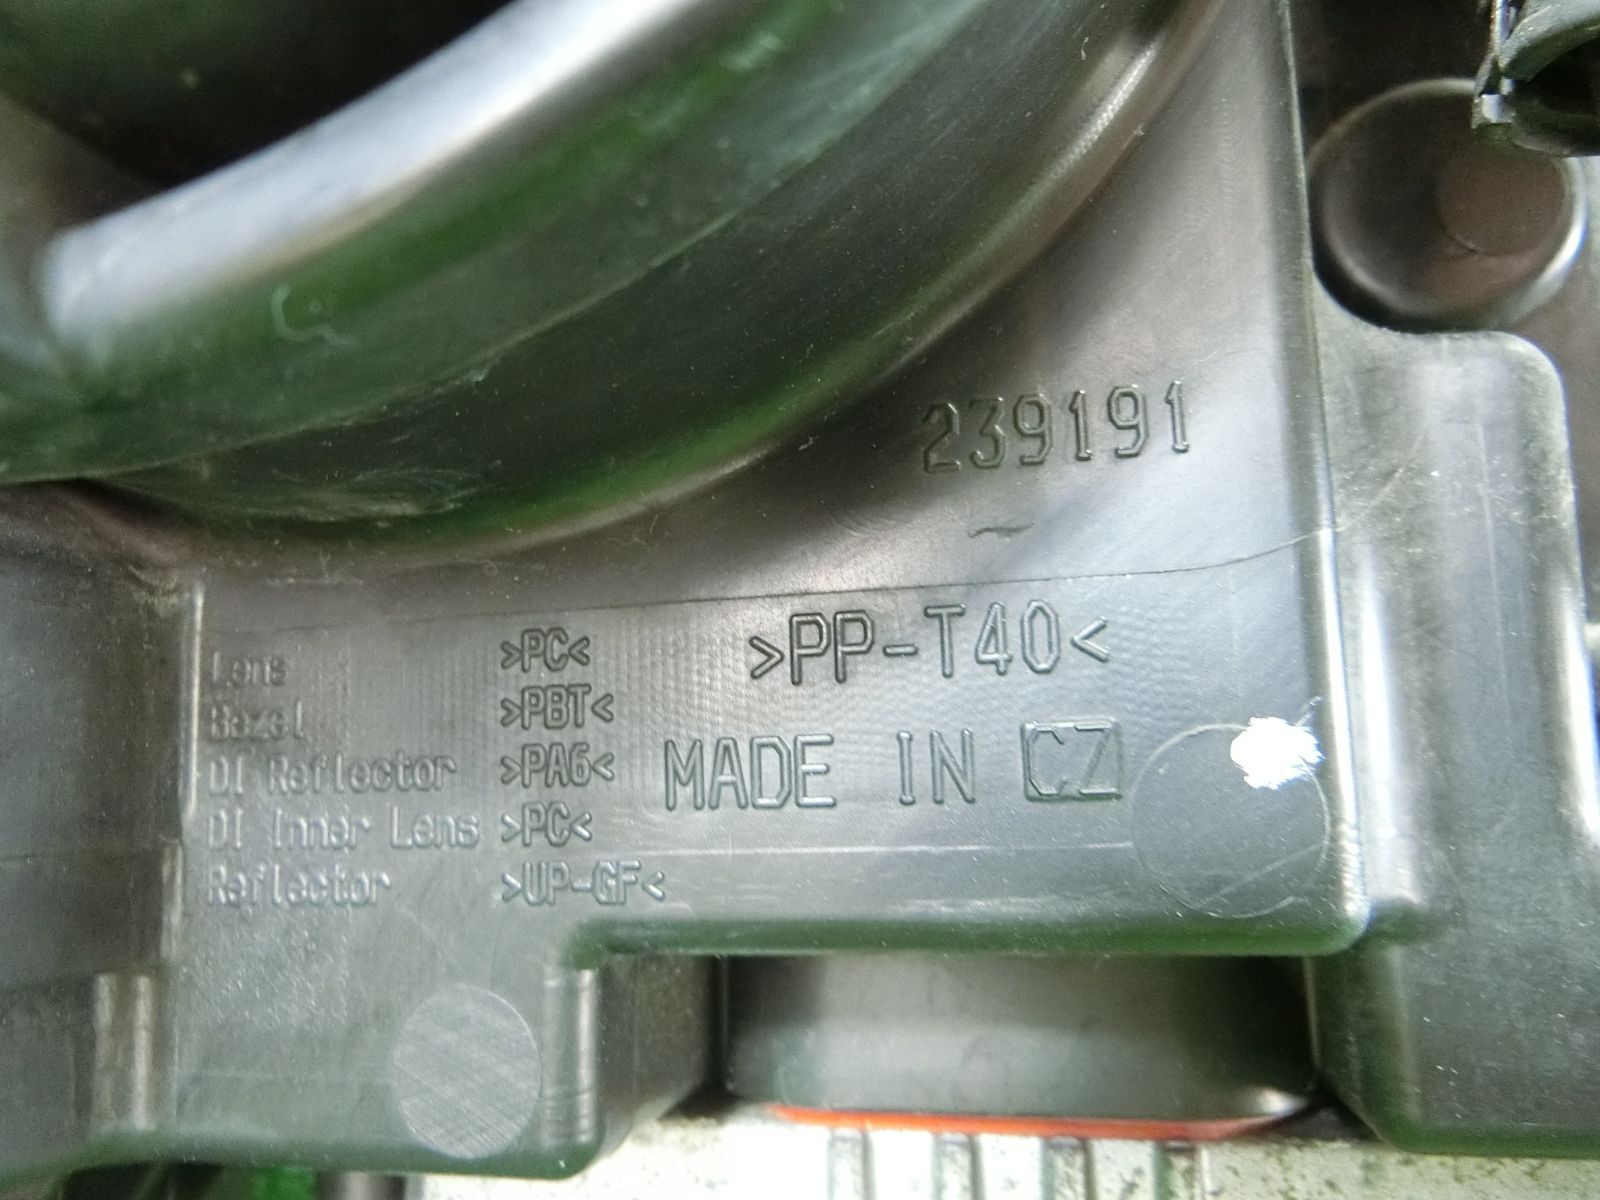 239191
>PP-T40<
MADE IN CZ
Lens >PC<
Bezel >PBT<
DI Reflector >PA6<
DI Inner Lens >PC<
Reflector >UP-GF<